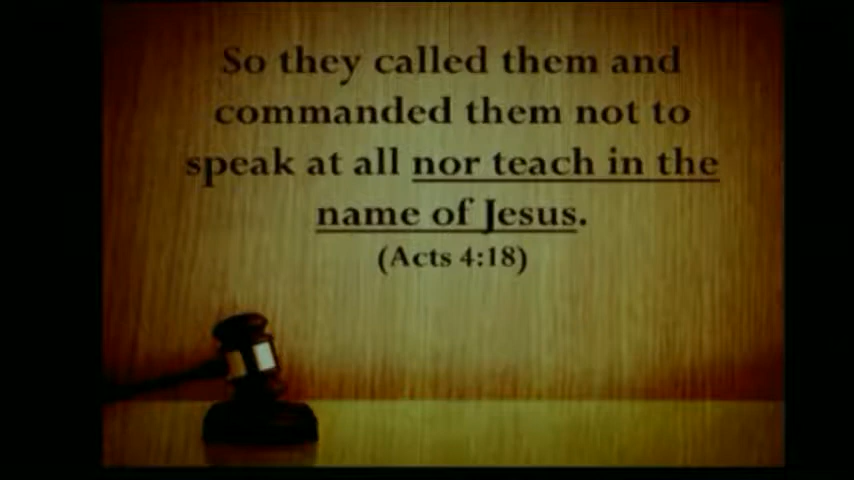 So they called them and
commanded them not to
speak at all nor teach in the
name of Jesus.
(Acts 4:18)